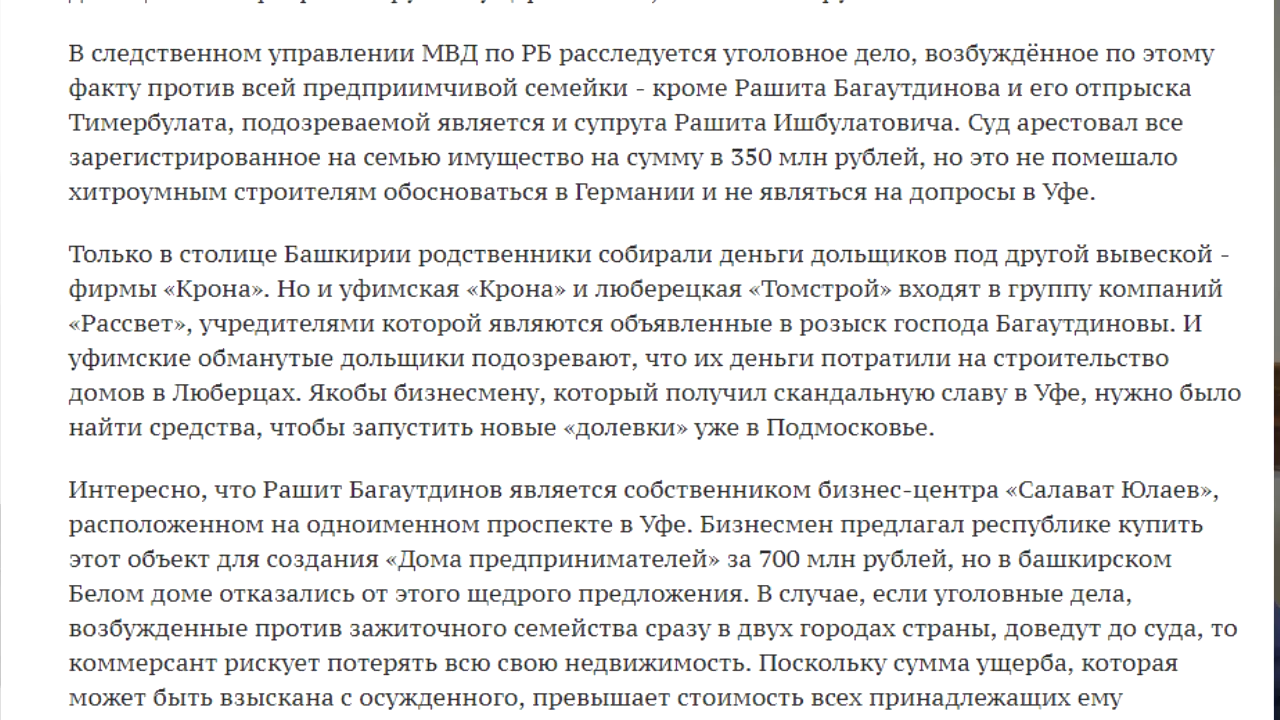 В следственном управлении МВД по РБ расследуется уголовное дело, возбуждённое по этому
факту против всей предприимчивой семейки - кроме Рашита Багаутдинова и его отпрыска
Тимербулата, подозреваемой является и супруга Рашита Ишбулатовича. Суд арестовал все
зарегистрированное на семью имущество на сумму в 350 млн рублей, но это не помешало
хитроумным строителям обосноваться в Германии и не являться на допросы в Уфе.
Только в столице Башкирии родственники собирали деньги дольщиков под другой вывеской -
фирмы «Крона». Но и уфимская «Крона» и люберецкая «Томстрой» входят в группу компаний
«Рассвет», учредителями которой являются объявленные в розыск господа Багаутдиновы. И
уфимские обманутые дольщики подозревают, что их деньги потратили на строительство
домов в Люберцах. Якобы бизнесмену, который получил скандальную славу в Уфе, нужно было
найти средства, чтобы запустить новые «долевки» уже в Подмосковье.
Интересно, что Рашит Багаутдинов является собственником бизнес-центра «Салават Юлаев»,
расположенном на одноименном проспекте в Уфе. Бизнесмен предлагал республике купить
этот объект для создания «Дома предпринимателей» за 700 млн рублей, но в башкирском
Белом доме отказались от этого щедрого предложения. В случае, если уголовные дела,
возбужденные против зажиточного семейства сразу в двух городах страны, доведут до суда, то
коммерсант рискует потерять всю свою недвижимость. Поскольку сумма ущерба, которая
может быть взыскана с осужденного, превышает стоимость всех принадлежащих ему